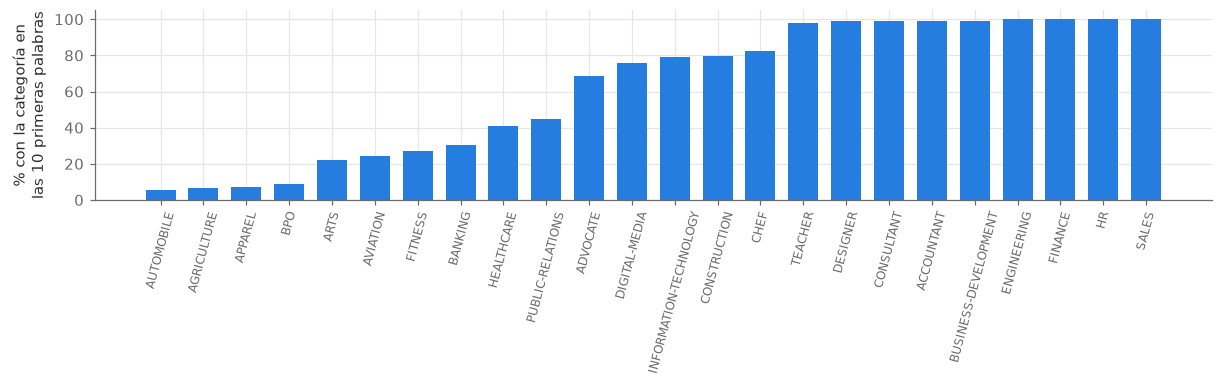 % con la categoría en
las 10 primeras palabras
100
80
60
40
20
0
AUTOMOBILE
AGRICULTURE
APPAREL
BPO
ARTS
AVIATION
FITNESS
BANKING
HEALTHCARE
PUBLIC-RELATIONS
ADVOCATE
DIGITAL-MEDIA
INFORMATION-TECHNOLOGY
CONSTRUCTION
CHEF
TEACHER
DESIGNER
CONSULTANT
ACCOUNTANT
BUSINESS-DEVELOPMENT
ENGINEERING
FINANCE
HR
SALES